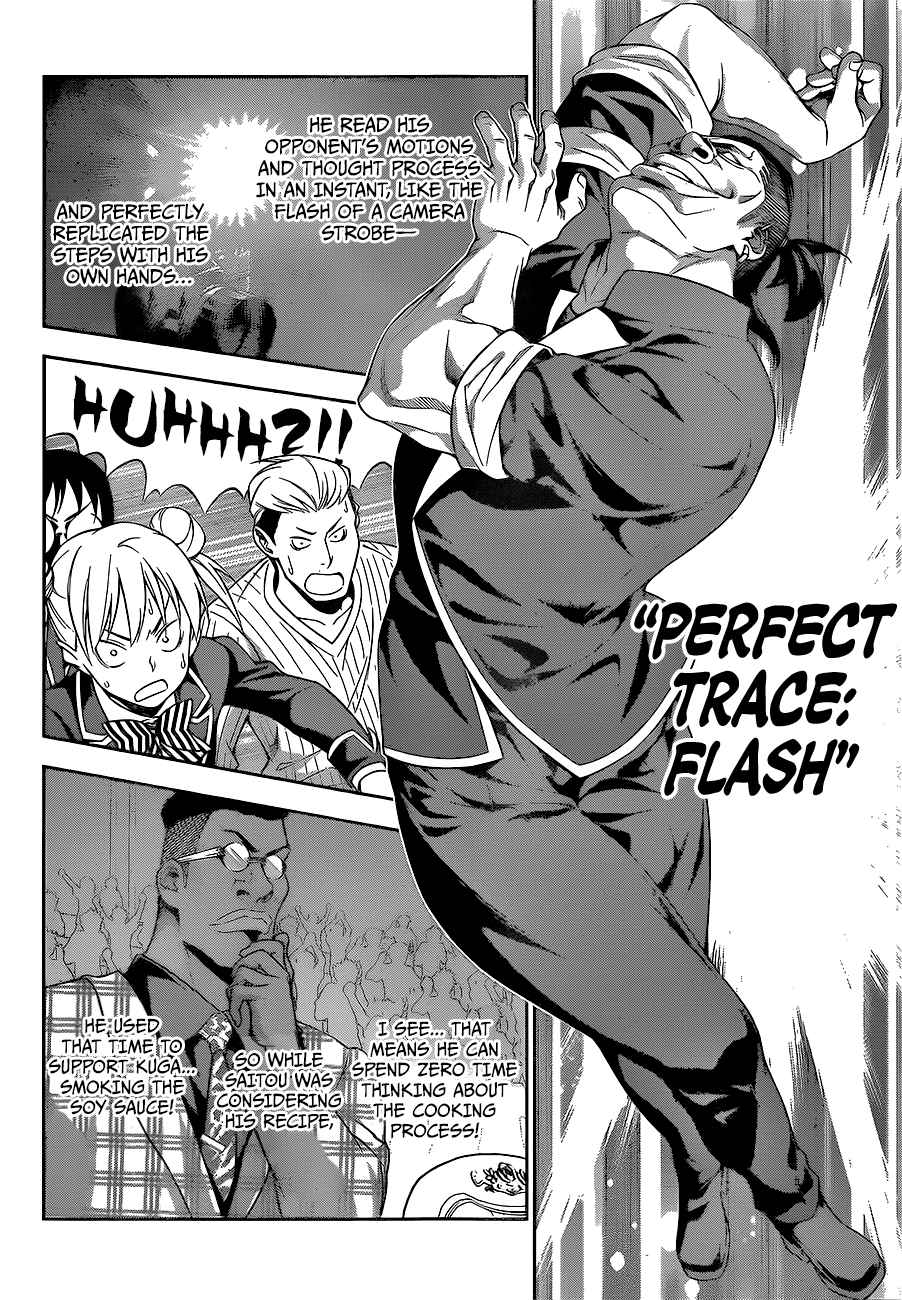 HE READ HIS
OPPONENT'S MOTIONS
AND THOUGHT PROCESS
IN AN INSTANT, LIKE THE
FLASH OF A CAMERA
STROBE—
AND PERFECTLY
REPLICATED THE
STEPS WITH HIS
OWN HANDS...
"PERFECT
TRACE:
FLASH"
HUHHH?!!
I SEE... THAT
MEANS HE CAN
SPEND ZERO TIME
THINKING ABOUT
THE COOKING
PROCESS!
SO WHILE
SAITOU WAS
CONSIDERING
HIS RECIPE,
HE USED
THAT TIME TO
SUPPORT KUGA...
SMOKING THE
SOY SAUCE!